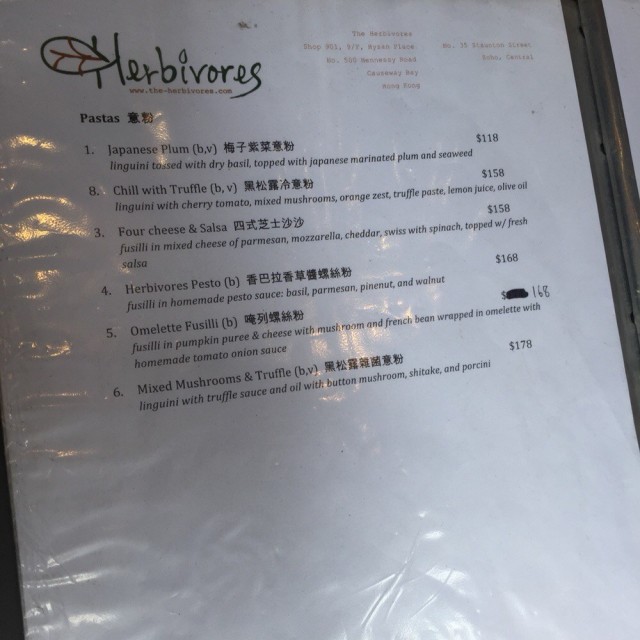 Herbivores
www.the-herbivores.com
The Herbivores
Shop 901, 9/F, Hysan Place
No. 500 Hennessy Road
Causeway Bay
Hong Kong
No. 35 Staunton Street
Soho, Central
Pastas 意粉
1. Japanese Plum (b,v) 梅子紫菜意粉 $118
linguini tossed with dry basil, topped with japanese marinated plum and seaweed
8. Chill with Truffle (b, v) 黑松露冷意粉 $158
linguini with cherry tomato, mixed mushrooms, orange zest, truffle paste, lemon juice, olive oil
3. Four cheese & Salsa 四式芝士沙沙 $158
fusilli in mixed cheese of parmesan, mozzarella, cheddar, swiss with spinach, topped w/ fresh
salsa
4. Herbivores Pesto (b) 香巴拉香草醬螺絲粉 $168
fusilli in homemade pesto sauce: basil, parmesan, pinenut, and walnut
5. Omelette Fusilli (b) 唵列螺絲粉 $ 168
fusilli in pumpkin puree & cheese with mushroom and french bean wrapped in omelette with
homemade tomato onion sauce
6. Mixed Mushrooms & Truffle (b,v) 黑松露雜菌意粉 $178
linguini with truffle sauce and oil with button mushroom, shitake, and porcini